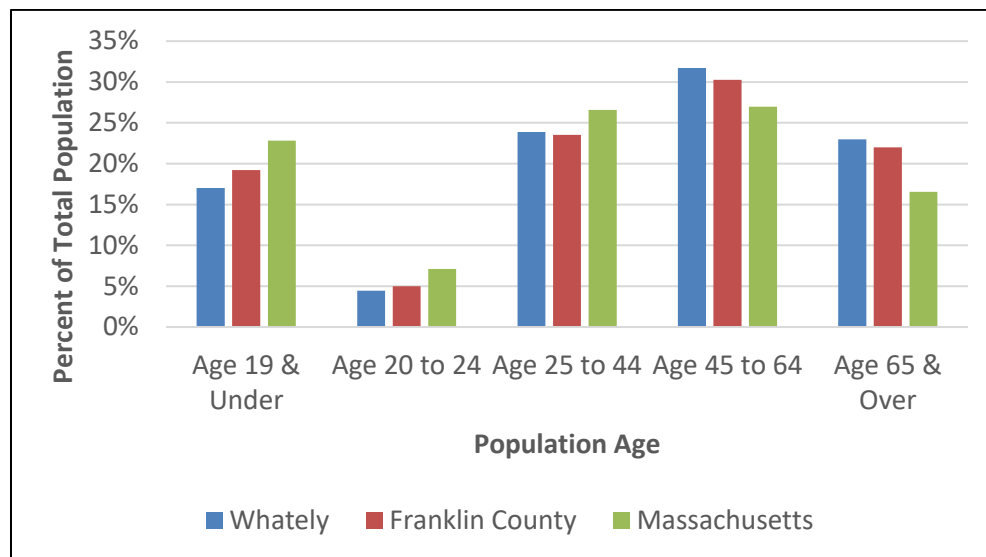 35%
30%
25%
20%
15%
10%
5%
0%
Percent of Total Population
Age 19 & Under
Age 20 to 24
Age 25 to 44
Age 45 to 64
Age 65 & Over
Population Age
Whately
Franklin County
Massachusetts